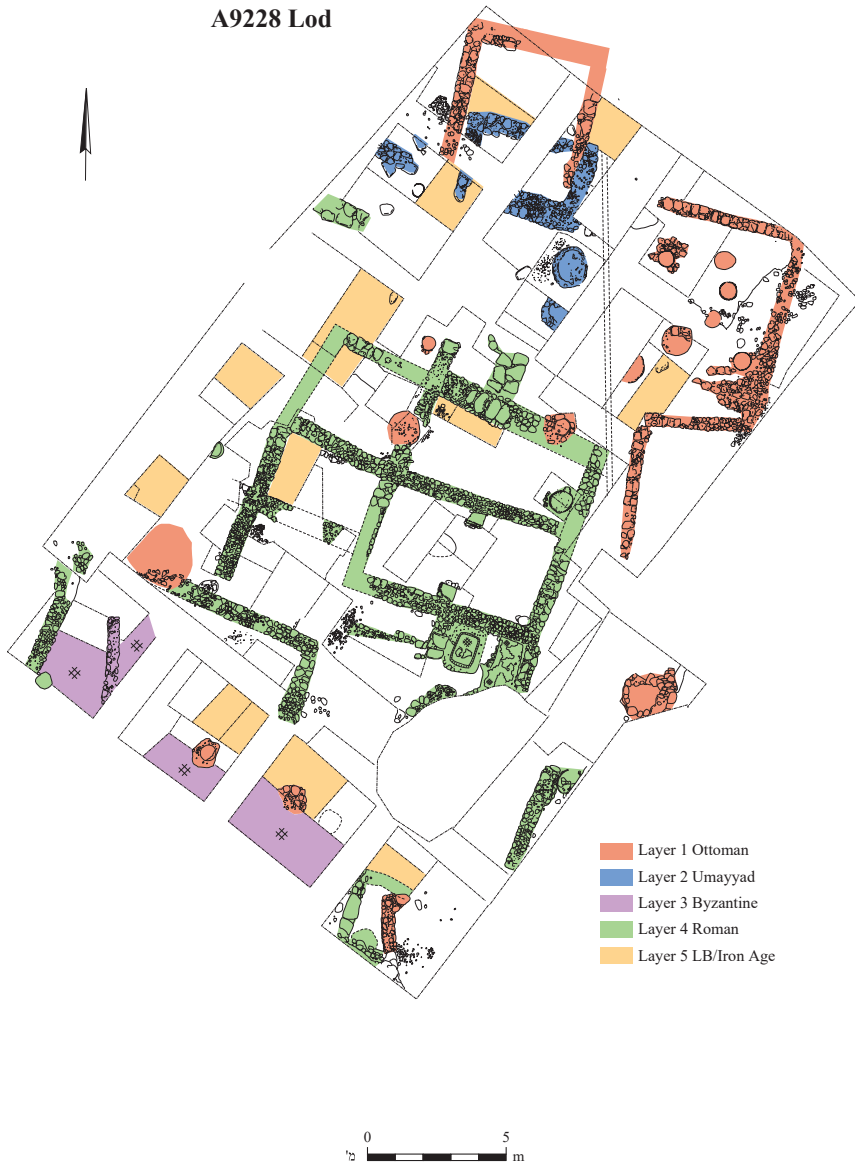 A9228 Lod
Layer 1 Ottoman
Layer 2 Umayyad
Layer 3 Byzantine
Layer 4 Roman
Layer 5 LB/Iron Age
0 5
מ' m